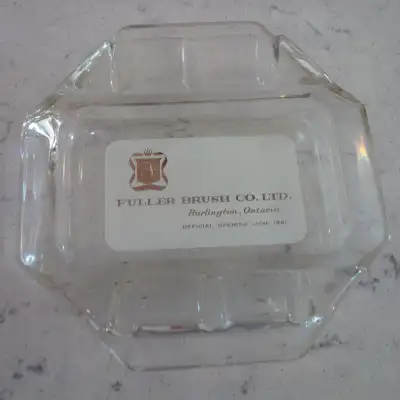 FULLER BRUSH CO. LTD.
Burlington, Ontario
OFFICIAL OPENING JUNE 1961